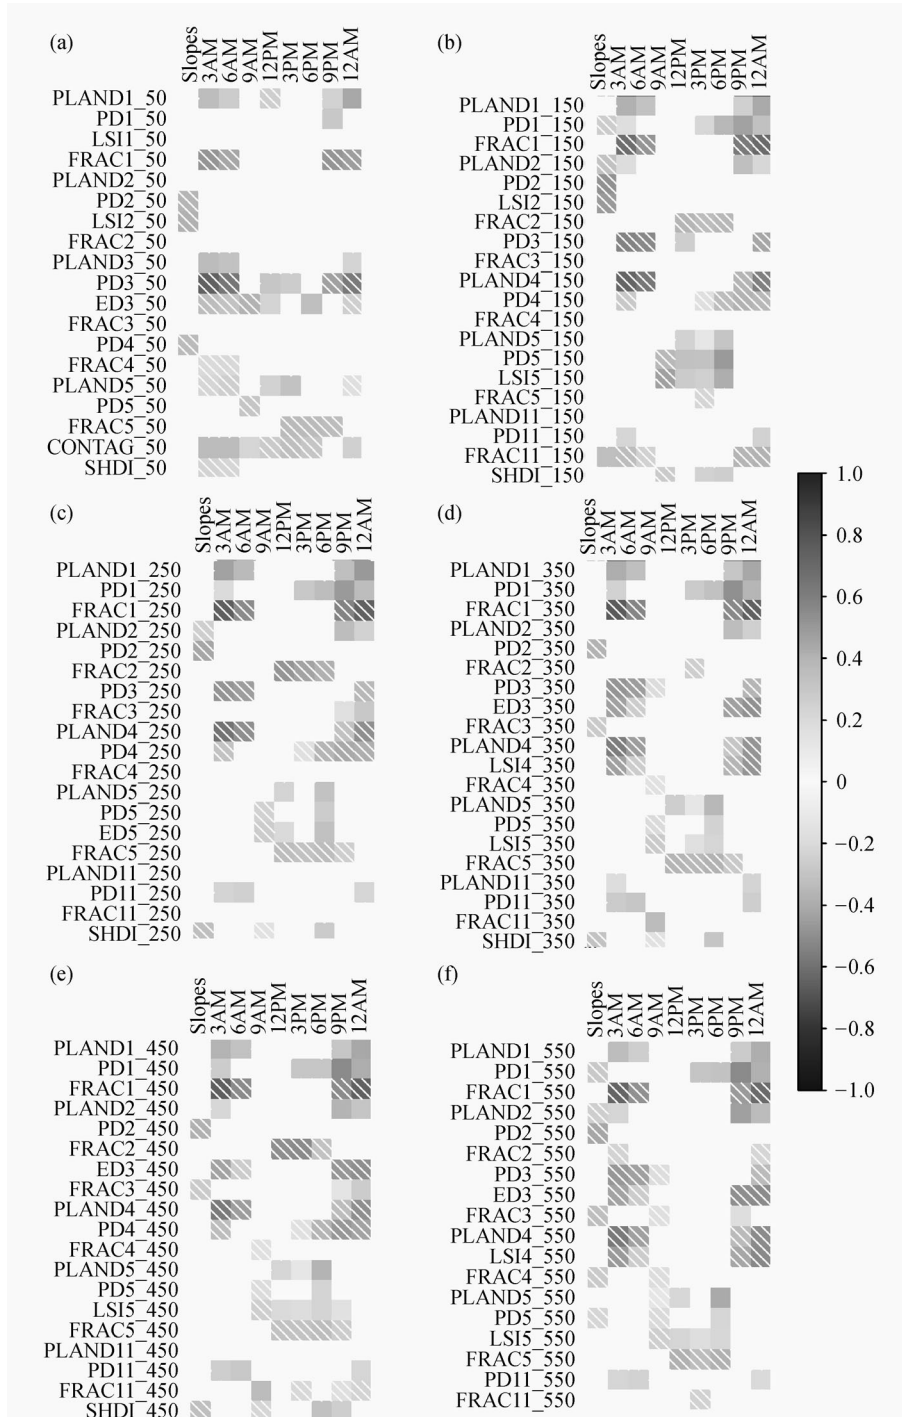 (a)
Slopes 3AM 6AM 9AM 12PM 3PM 6PM 9PM 12AM
PLAND1_50
PD1_50
LSI1_50
FRAC1_50
PLAND2_50
PD2_50
LSI2_50
FRAC2_50
PLAND3_50
PD3_50
ED3_50
FRAC3_50
PD4_50
FRAC4_50
PLAND5_50
PD5_50
FRAC5_50
CONTAG_50
SHDI_50
(b)
Slopes 3AM 6AM 9AM 12PM 3PM 6PM 9PM 12AM
PLAND1_150
PD1_150
FRAC1_150
PLAND2_150
PD2_150
LSI2_150
FRAC2_150
PD3_150
FRAC3_150
PLAND4_150
PD4_150
FRAC4_150
PLAND5_150
PD5_150
LSI5_150
FRAC5_150
PLAND11_150
PD11_150
FRAC11_150
SHDI_150
(c)
Slopes 3AM 6AM 9AM 12PM 3PM 6PM 9PM 12AM
PLAND1_250
PD1_250
FRAC1_250
PLAND2_250
PD2_250
FRAC2_250
PD3_250
FRAC3_250
PLAND4_250
PD4_250
FRAC4_250
PLAND5_250
PD5_250
ED5_250
FRAC5_250
PLAND11_250
PD11_250
FRAC11_250
SHDI_250
(d)
Slopes 3AM 6AM 9AM 12PM 3PM 6PM 9PM 12AM
PLAND1_350
PD1_350
FRAC1_350
PLAND2_350
PD2_350
FRAC2_350
PD3_350
ED3_350
FRAC3_350
PLAND4_350
LSI4_350
FRAC4_350
PLAND5_350
PD5_350
LSI5_350
FRAC5_350
PLAND11_350
PD11_350
FRAC11_350
SHDI_350
(e)
Slopes 3AM 6AM 9AM 12PM 3PM 6PM 9PM 12AM
PLAND1_450
PD1_450
FRAC1_450
PLAND2_450
PD2_450
FRAC2_450
ED3_450
FRAC3_450
PLAND4_450
PD4_450
FRAC4_450
PLAND5_450
PD5_450
LSI5_450
FRAC5_450
PLAND11_450
PD11_450
FRAC11_450
SHDI_450
(f)
Slopes 3AM 6AM 9AM 12PM 3PM 6PM 9PM 12AM
PLAND1_550
PD1_550
FRAC1_550
PLAND2_550
PD2_550
FRAC2_550
PD3_550
ED3_550
FRAC3_550
PLAND4_550
LSI4_550
FRAC4_550
PLAND5_550
PD5_550
LSI5_550
FRAC5_550
PD11_550
FRAC11_550
1.0
0.8
0.6
0.4
0.2
0
−0.2
−0.4
−0.6
−0.8
−1.0